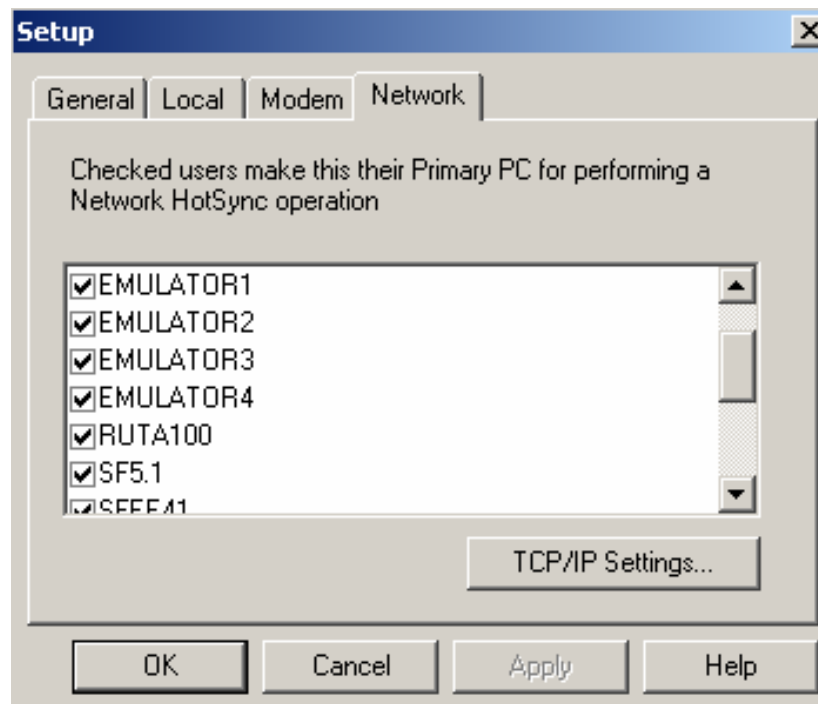 Setup
General Local Modem Network
Checked users make this their Primary PC for performing a
Network HotSync operation
EMULATOR1
EMULATOR2
EMULATOR3
EMULATOR4
RUTA100
SF5.1
TCP/IP Settings...
OK Cancel Apply Help